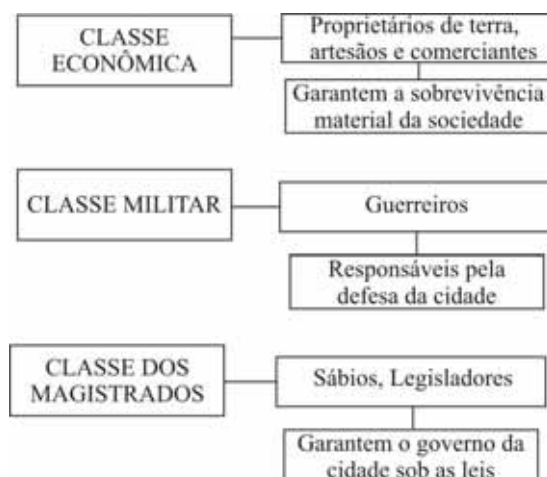 CLASSE
ECONÔMICA
Proprietários de terra,
artesãos e comerciantes
Garantem a sobrevivência
material da sociedade
CLASSE MILITAR
Guerreiros
Responsáveis pela
defesa da cidade
CLASSE DOS
MAGISTRADOS
Sábios, Legisladores
Garantem o governo da
cidade sob as leis